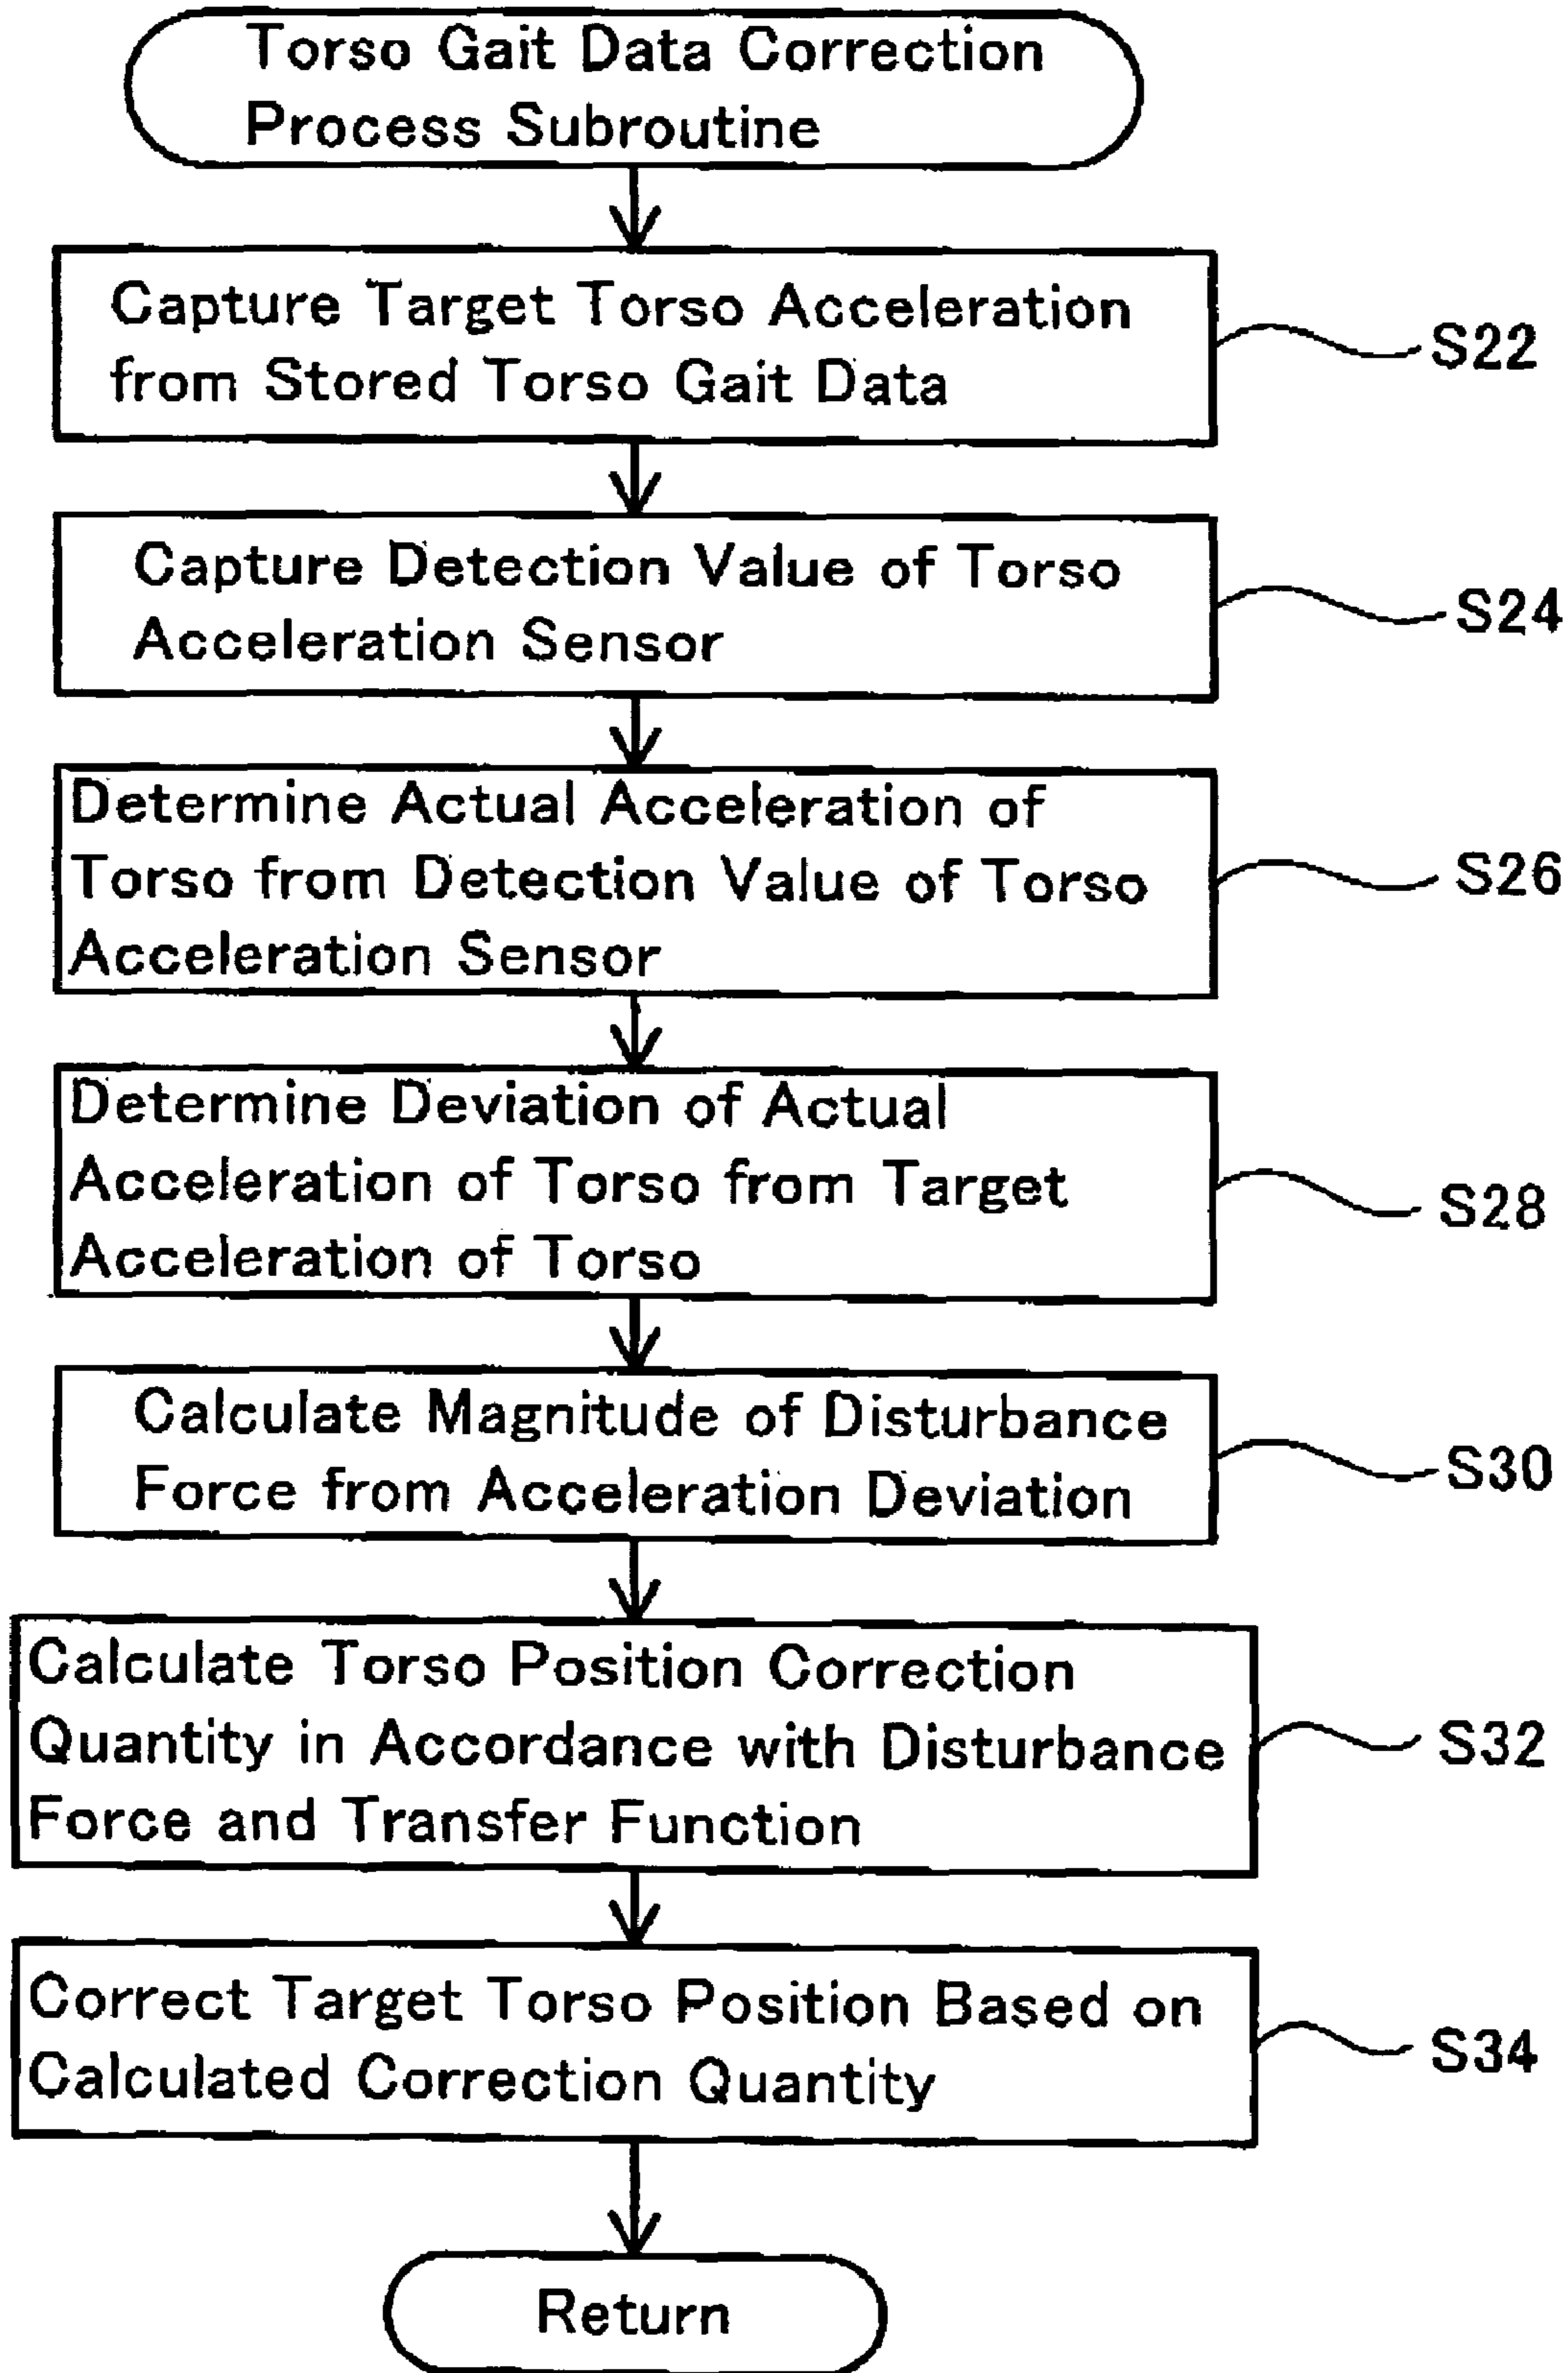 Torso Gait Data Correction
Process Subroutine
Capture Target Torso Acceleration
from Stored Torso Gait Data
S22
Capture Detection Value of Torso
Acceleration Sensor
S24
Determine Actual Acceleration of
Torso from Detection Value of Torso
Acceleration Sensor
S26
Determine Deviation of Actual
Acceleration of Torso from Target
Acceleration of Torso
S28
Calculate Magnitude of Disturbance
Force from Acceleration Deviation
S30
Calculate Torso Position Correction
Quantity in Accordance with Disturbance
Force and Transfer Function
S32
Correct Target Torso Position Based on
Calculated Correction Quantity
S34
Return